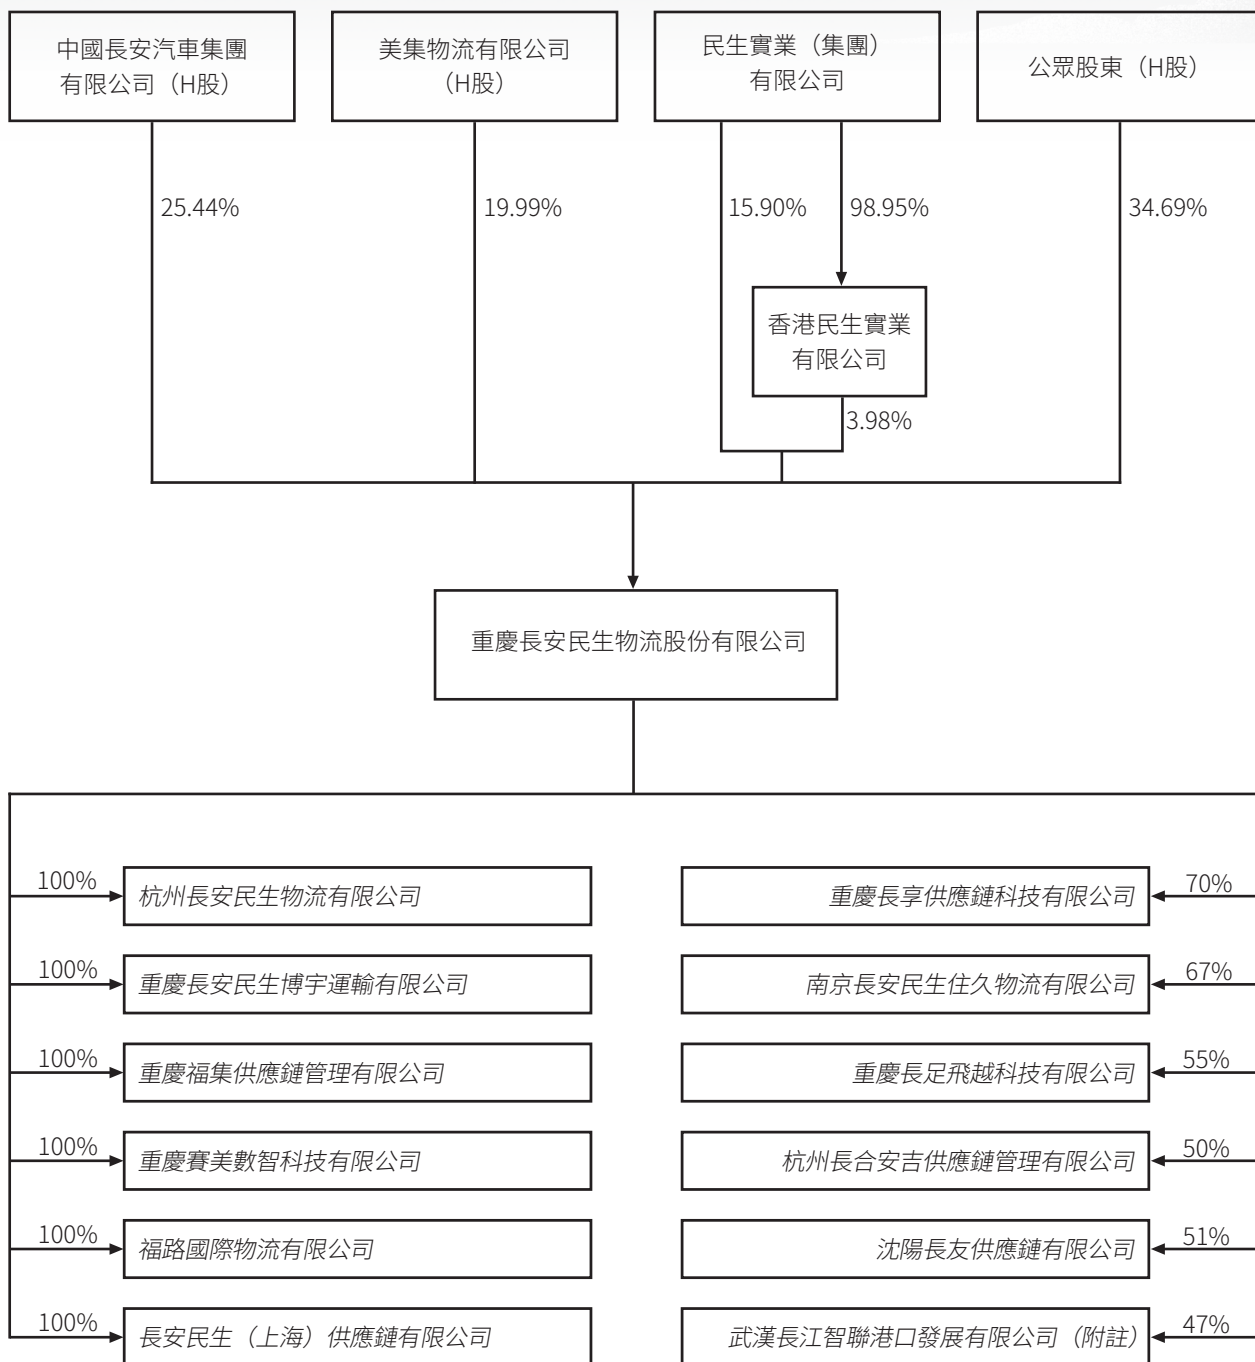 中國長安汽車集團
有限公司（H股）
美集物流有限公司
（H股）
民生實業（集團）
有限公司
公眾股東（H股）
25.44%
19.99%
15.90%
98.95%
34.69%
香港民生實業
有限公司
3.98%
重慶長安民生物流股份有限公司
100%
杭州長安民生物流有限公司
重慶長享供應鏈科技有限公司
70%
100%
重慶長安民生博宇運輸有限公司
南京長安民生住久物流有限公司
67%
100%
重慶福集供應鏈管理有限公司
重慶長足飛越科技有限公司
55%
100%
重慶賽美數智科技有限公司
杭州長合安吉供應鏈管理有限公司
50%
100%
福路國際物流有限公司
沈陽長友供應鏈有限公司
51%
100%
長安民生（上海）供應鏈有限公司
武漢長江智聯港口發展有限公司（附註）
47%